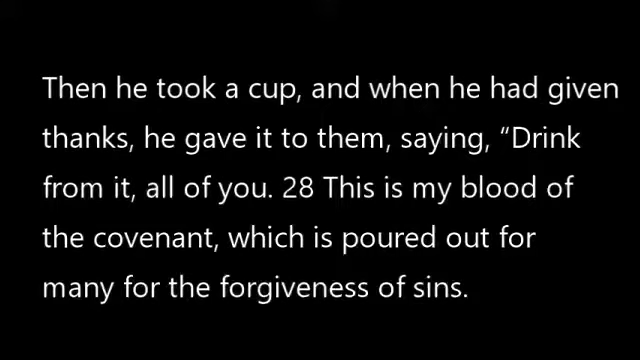 Then he took a cup, and when he had given
thanks, he gave it to them, saying, “Drink
from it, all of you. 28 This is my blood of
the covenant, which is poured out for
many for the forgiveness of sins.